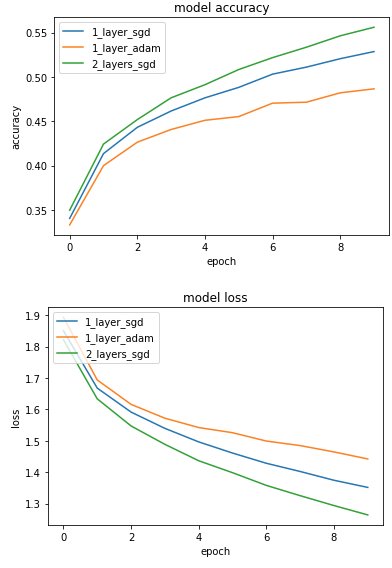 model accuracy
1_layer_sgd
1_layer_adam
2_layers_sgd
accuracy
0.55
0.50
0.45
0.40
0.35
0 2 4 6 8
epoch
model loss
1_layer_sgd
1_layer_adam
2_layers_sgd
loss
1.9
1.8
1.7
1.6
1.5
1.4
1.3
0 2 4 6 8
epoch